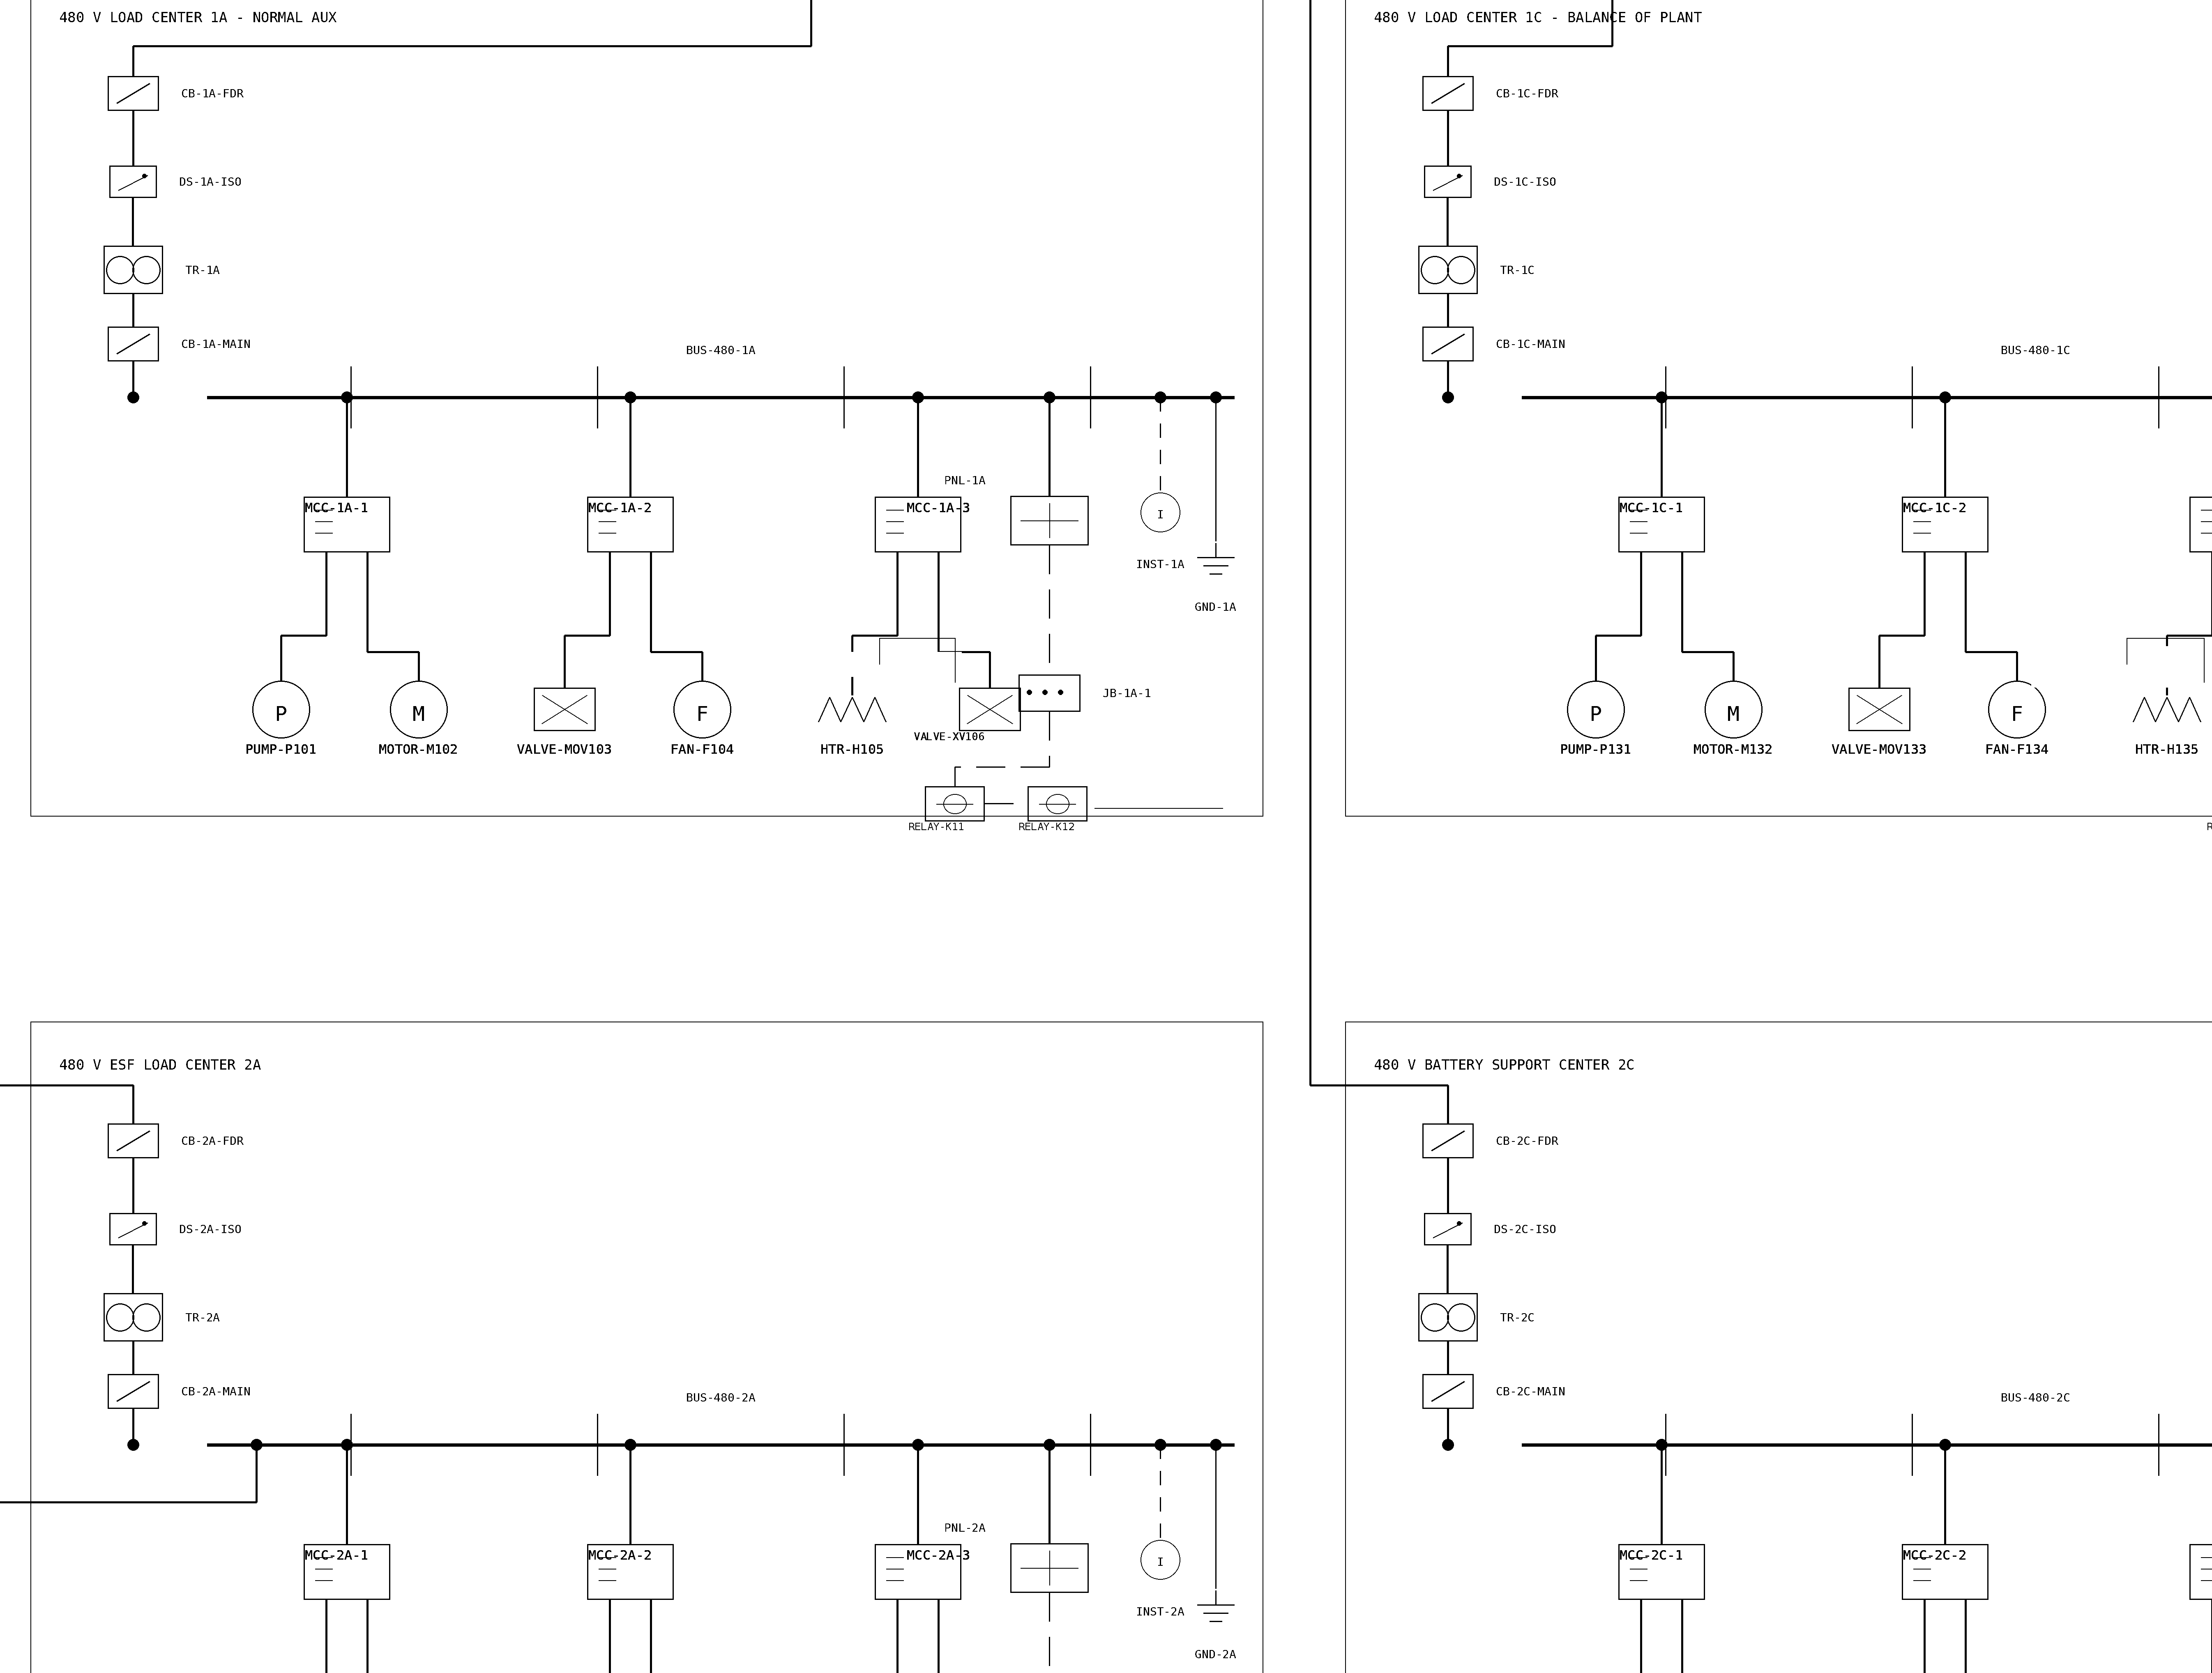 480 V LOAD CENTER 1A - NORMAL AUX
CB-1A-FDR
DS-1A-ISO
TR-1A
CB-1A-MAIN
BUS-480-1A
PNL-1A
MCC-1A-1
MCC-1A-2
MCC-1A-3
I
INST-1A
GND-1A
JB-1A-1
P
M
F
VALVE-XV106
PUMP-P101
MOTOR-M102
VALVE-MOV103
FAN-F104
HTR-H105
RELAY-K11
RELAY-K12
480 V LOAD CENTER 1C - BALANCE OF PLANT
CB-1C-FDR
DS-1C-ISO
TR-1C
CB-1C-MAIN
BUS-480-1C
MCC-1C-1
MCC-1C-2
P
M
F
PUMP-P131
MOTOR-M132
VALVE-MOV133
FAN-F134
HTR-H135
480 V ESF LOAD CENTER 2A
CB-2A-FDR
DS-2A-ISO
TR-2A
CB-2A-MAIN
BUS-480-2A
PNL-2A
MCC-2A-1
MCC-2A-2
MCC-2A-3
I
INST-2A
GND-2A
480 V BATTERY SUPPORT CENTER 2C
CB-2C-FDR
DS-2C-ISO
TR-2C
CB-2C-MAIN
BUS-480-2C
MCC-2C-1
MCC-2C-2